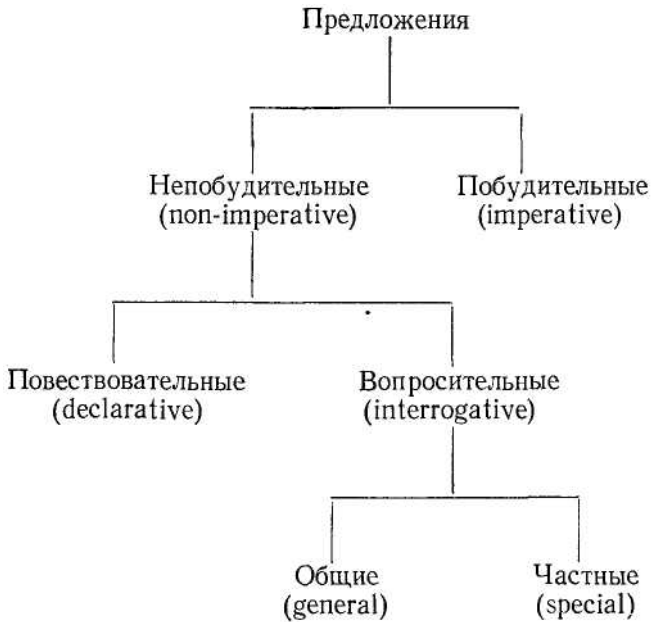 Предложения
Непобудительные
(non-imperative)
Побудительные
(imperative)
Повествовательные
(declarative)
Вопросительные
(interrogative)
Общие
(general)
Частные
(special)